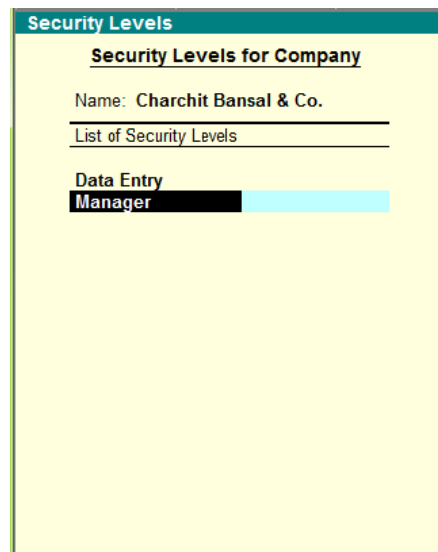 Security Levels
Security Levels for Company
Name: Charchit Bansal & Co.
List of Security Levels
Data Entry
Manager